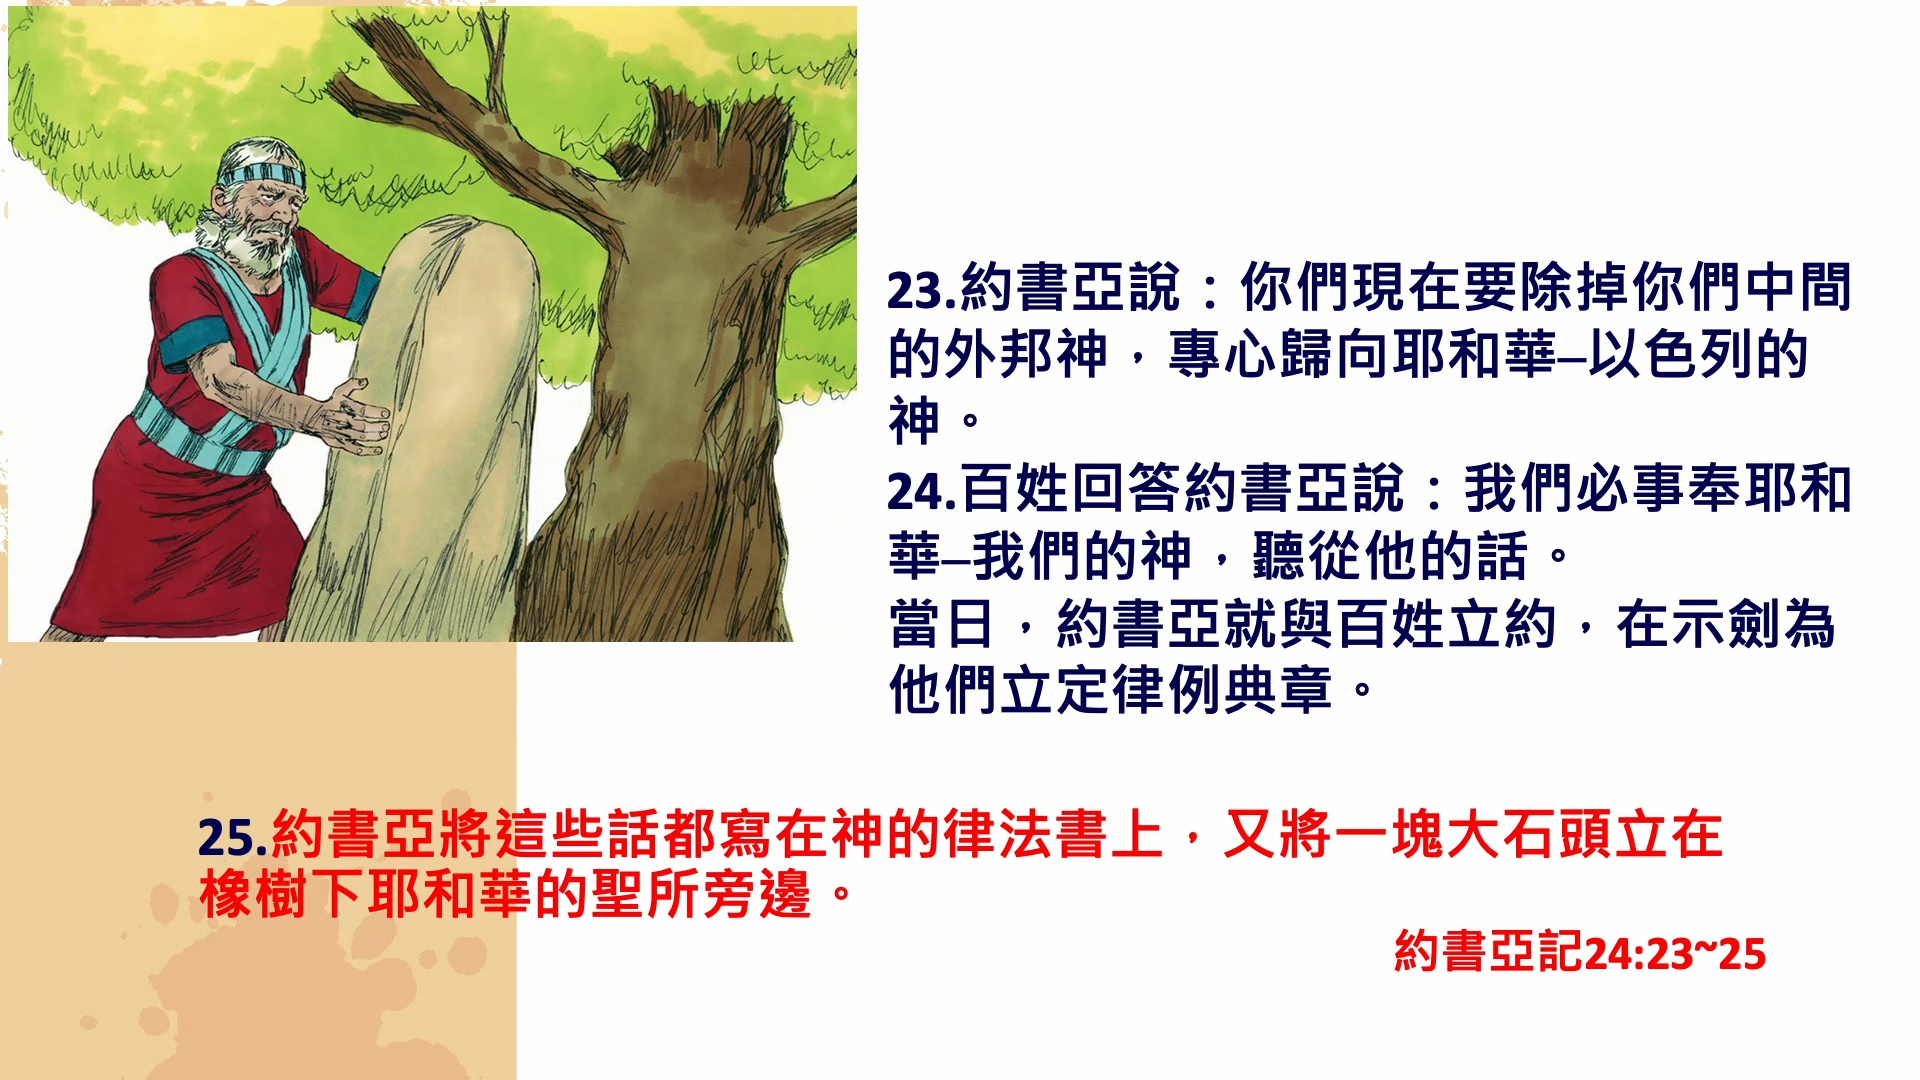 23.約書亞說：你們現在要除掉你們中間
的外邦神，專心歸向耶和華─以色列的
神。
24.百姓回答約書亞說：我們必事奉耶和
華─我們的神，聽從他的話。
當日，約書亞就與百姓立約，在示劍為
他們立定律例典章。
25.約書亞將這些話都寫在神的律法書上，又將一塊大石頭立在
橡樹下耶和華的聖所旁邊。
約書亞記24:23~25